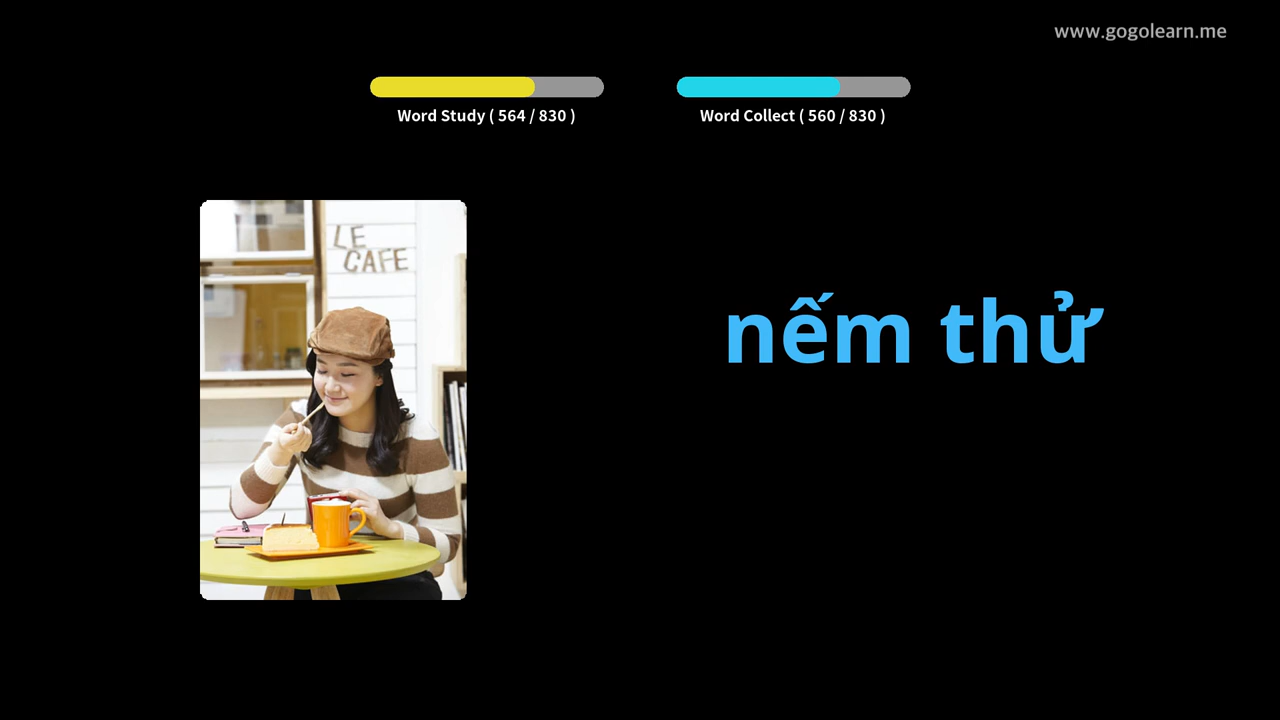 www.gogolearn.me
Word Study ( 564 / 830 )
Word Collect ( 560 / 830 )
LE
CAFE
nếm thử